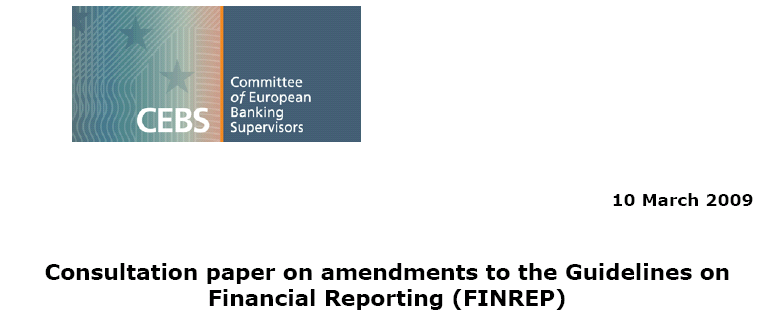 CEBS
Committee
of European
Banking
Supervisors
10 March 2009
Consultation paper on amendments to the Guidelines on
Financial Reporting (FINREP)